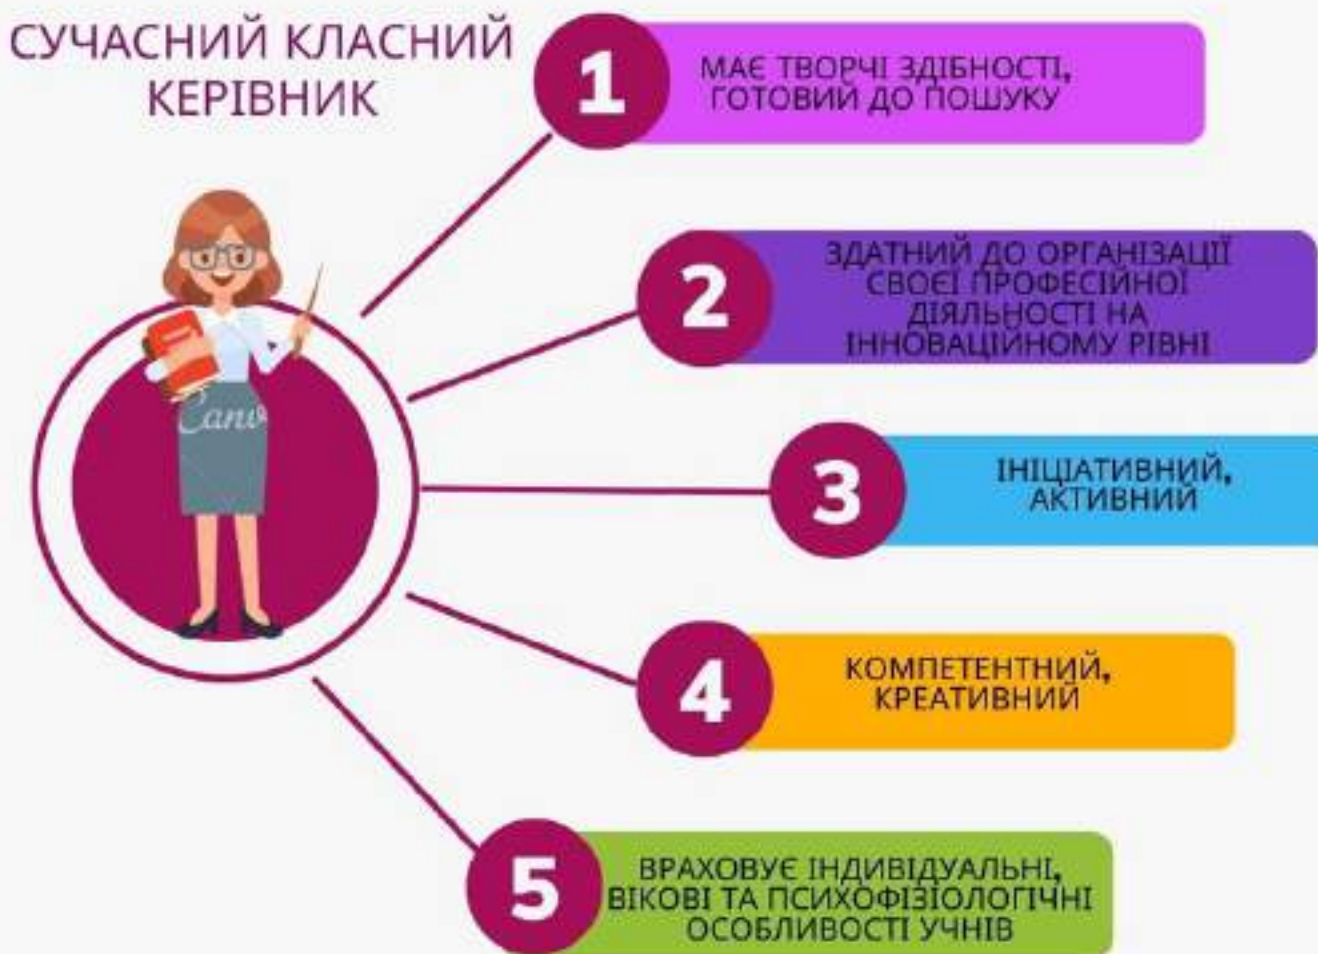 СУЧАСНИЙ КЛАСНИЙ
КЕРІВНИК
1
МАЄ ТВОРЧІ ЗДІБНОСТІ,
ГОТОВИЙ ДО ПОШУКУ
2
ЗДАТНИЙ ДО ОРГАНІЗАЦІЇ
СВОЄЇ ПРОФЕСІЙНОЇ
ДІЯЛЬНОСТІ НА
ІННОВАЦІЙНОМУ РІВНІ
3
ІНІЦІАТИВНИЙ,
АКТИВНИЙ
Canva
4
КОМПЕТЕНТНИЙ,
КРЕАТИВНИЙ
5
ВРАХОВУЄ ІНДИВІДУАЛЬНІ,
ВІКОВІ ТА ПСИХОФІЗІОЛОГІЧНІ
ОСОБЛИВОСТІ УЧНІВ